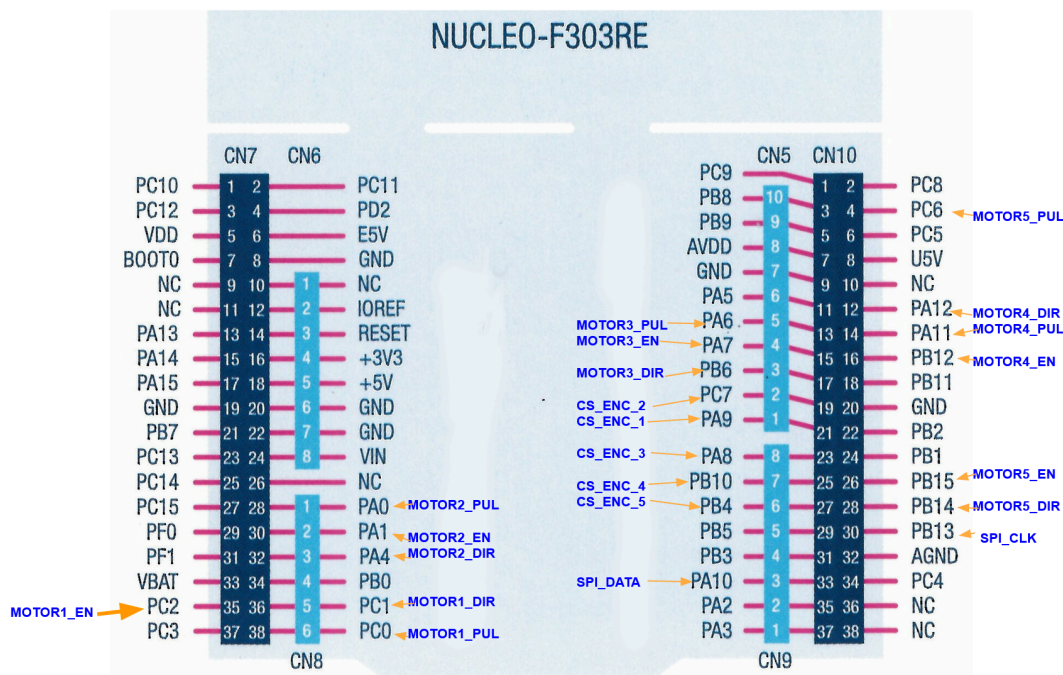 NUCLEO-F303RE
CN7 CN6
PC10 1 2 PC11
PC12 3 4 PD2
VDD 5 6 E5V
BOOT0 7 8 GND
NC 9 10 1 NC
NC 11 12 2 IOREF
PA13 13 14 3 RESET
PA14 15 16 4 +3V3
PA15 17 18 5 +5V
GND 19 20 6 GND
PB7 21 22 7 GND
PC13 23 24 8 VIN
PC14 25 26 NC
PC15 27 28 1 PA0 MOTOR2_PUL
PF0 29 30 2 PA1 MOTOR2_EN
PF1 31 32 3 PA4 MOTOR2_DIR
VBAT 33 34 4 PB0
MOTOR1_EN PC2 35 36 5 PC1 MOTOR1_DIR
PC3 37 38 6 PC0 MOTOR1_PUL
CN8
CN5 CN10
PC9 1 2 PC8
PB8 10 3 4 PC6 MOTOR5_PUL
PB9 9 5 6 PC5
AVDD 8 7 8 U5V
GND 7 9 10 NC
PA5 6 11 12 PA12 MOTOR4_DIR
MOTOR3_PUL PA6 5 13 14 PA11 MOTOR4_PUL
MOTOR3_EN PA7 4 15 16 PB12 MOTOR4_EN
MOTOR3_DIR PB6 3 17 18 PB11
CS_ENC_2 PC7 2 19 20 GND
CS_ENC_1 PA9 1 21 22 PB2
CS_ENC_3 PA8 8 23 24 PB1
CS_ENC_4 PB10 7 25 26 PB15 MOTOR5_EN
CS_ENC_5 PB4 6 27 28 PB14 MOTOR5_DIR
PB5 5 29 30 PB13 SPI_CLK
PB3 4 31 32 AGND
SPI_DATA PA10 3 33 34 PC4
PA2 2 35 36 NC
PA3 1 37 38 NC
CN9